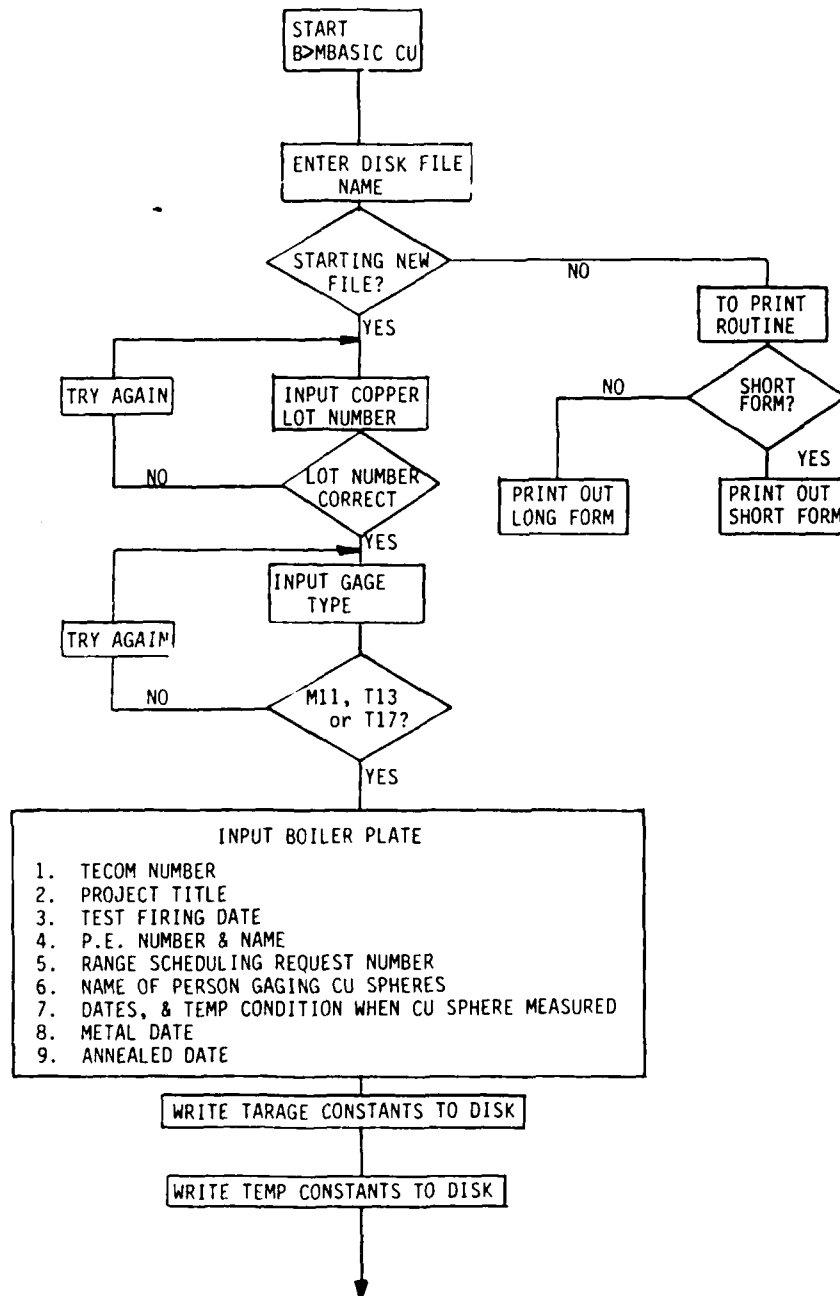 START
B>MBASIC CU
ENTER DISK FILE
NAME
STARTING NEW
FILE?
NO
YES
TO PRINT
ROUTINE
TRY AGAIN
INPUT COPPER
LOT NUMBER
NO
SHORT
FORM?
YES
NO
LOT NUMBER
CORRECT
PRINT OUT
LONG FORM
PRINT OUT
SHORT FORM
YES
INPUT GAGE
TYPE
TRY AGAIN
NO
M11, T13
or T17?
YES
INPUT BOILER PLATE
1. TECOM NUMBER
2. PROJECT TITLE
3. TEST FIRING DATE
4. P.E. NUMBER & NAME
5. RANGE SCHEDULING REQUEST NUMBER
6. NAME OF PERSON GAGING CU SPHERES
7. DATES, & TEMP CONDITION WHEN CU SPHERE MEASURED
8. METAL DATE
9. ANNEALED DATE
WRITE TARAGE CONSTANTS TO DISK
WRITE TEMP CONSTANTS TO DISK